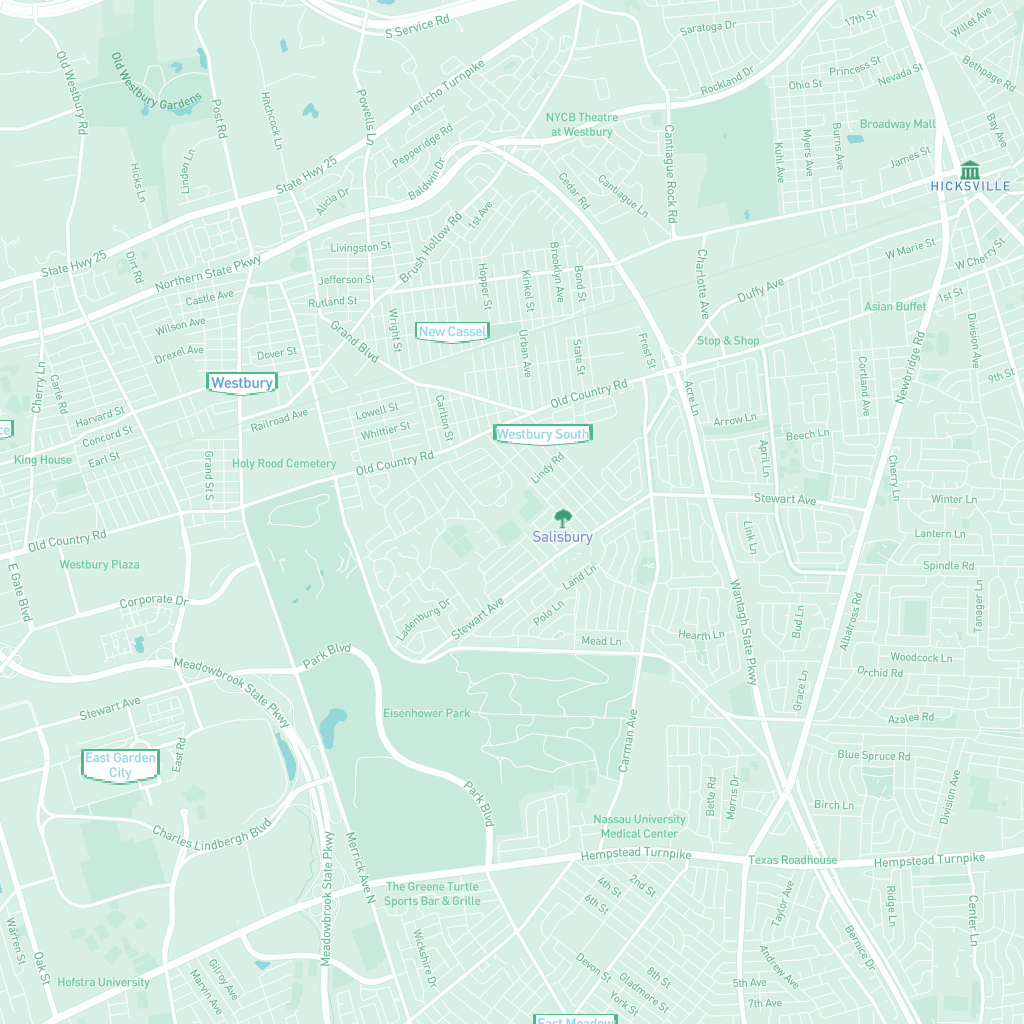 S Service Rd
Saratoga Dr
17th St
Willet Ave
Old Westbury Rd
Old Westbury Gardens
Post Rd
Hitchcock Ln
Powells Ln
Jericho Turnpike
Rockland Dr
Ohio St
Princess St
Nevada St
Bethpage Rd
NYCB Theatre
at Westbury
Cantiague Rock Rd
Kuhl Ave
Myers Ave
Burns Ave
Broadway Mall
Bay Ave
James St
Pepperidge Rd
Hicks Ln
Linpen Ln
State Hwy 25
Alicia Dr
Baldwin Dr
Cedar Rd
Cantiague Ln
HICKSVILLE
1st Ave
Brush Hollow Rd
Livingston St
State Hwy 25
Dirt Rd
Northern State Pkwy
Jefferson St
Castle Ave
Rutland St
Hopper St
Kinkel St
Brooklyn Ave
Bond St
Charlotte Ave
Duffy Ave
W Marie St
W Cherry St
1st St
Asian Buffet
Wilson Ave
Drexel Ave
Dover St
Grand Blvd
Wright St
New Cassel
Urban Ave
State St
Frost St
Stop & Shop
Division Ave
Newbridge Rd
Cherry Ln
Carle Rd
Westbury
Cortland Ave
9th St
Harvard St
Concord St
Earl St
ce
King House
Railroad Ave
Lowell St
Whittier St
Carlton St
Old Country Rd
Acre Ln
Arrow Ln
Beech Ln
April Ln
Westbury South
Grand St S
Holy Rood Cemetery
Old Country Rd
Lindy Rd
Cherry Ln
Stewart Ave
Winter Ln
Salisbury
Link Ln
Lantern Ln
Old Country Rd
Westbury Plaza
Spindle Rd
E Gate Blvd
Corporate Dr
Ladenburg Dr
Stewart Ave
Land Ln
Polo Ln
Wantagh State Pkwy
Bud Ln
Albatross Rd
Tanager Ln
Mead Ln
Hearth Ln
Park Blvd
Meadowbrook State Pkwy
Woodcock Ln
Orchid Rd
Grace Ln
Stewart Ave
Eisenhower Park
Azalea Rd
East Rd
East Garden
City
Carman Ave
Blue Spruce Rd
Park Blvd
Bette Rd
Morris Dr
Birch Ln
Division Ave
Charles Lindbergh Blvd
Meadowbrook State Pkwy
Merrick Ave N
Nassau University
Medical Center
Hempstead Turnpike
Texas Roadhouse
Hempstead Turnpike
The Greene Turtle
Sports Bar & Grille
4th St
2nd St
6th St
Taylor Ave
Ridge Ln
Center Ln
Warren St
Oak St
Wickshire Dr
Bernice Dr
Hofstra University
Gilroy Ave
Marvin Ave
Devon St
Gladmore St
8th St
York St
Andrew Ave
5th Ave
7th Ave
East Meadow